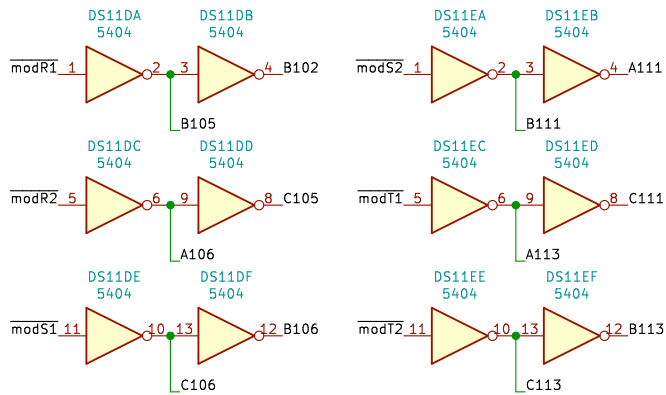 DS11DA DS11DB DS11EA DS11EB
5404 5404 5404 5404
modR1 1 2 3 4 B102 modS2 1 2 3 4 A111
B105 B111
DS11DC DS11DD DS11EC DS11ED
5404 5404 5404 5404
modR2 5 6 9 8 C105 modT1 5 6 9 8 C111
A106 A113
DS11DE DS11DF DS11EE DS11EF
5404 5404 5404 5404
modS1 11 10 13 12 B106 modT2 11 10 13 12 B113
C106 C113